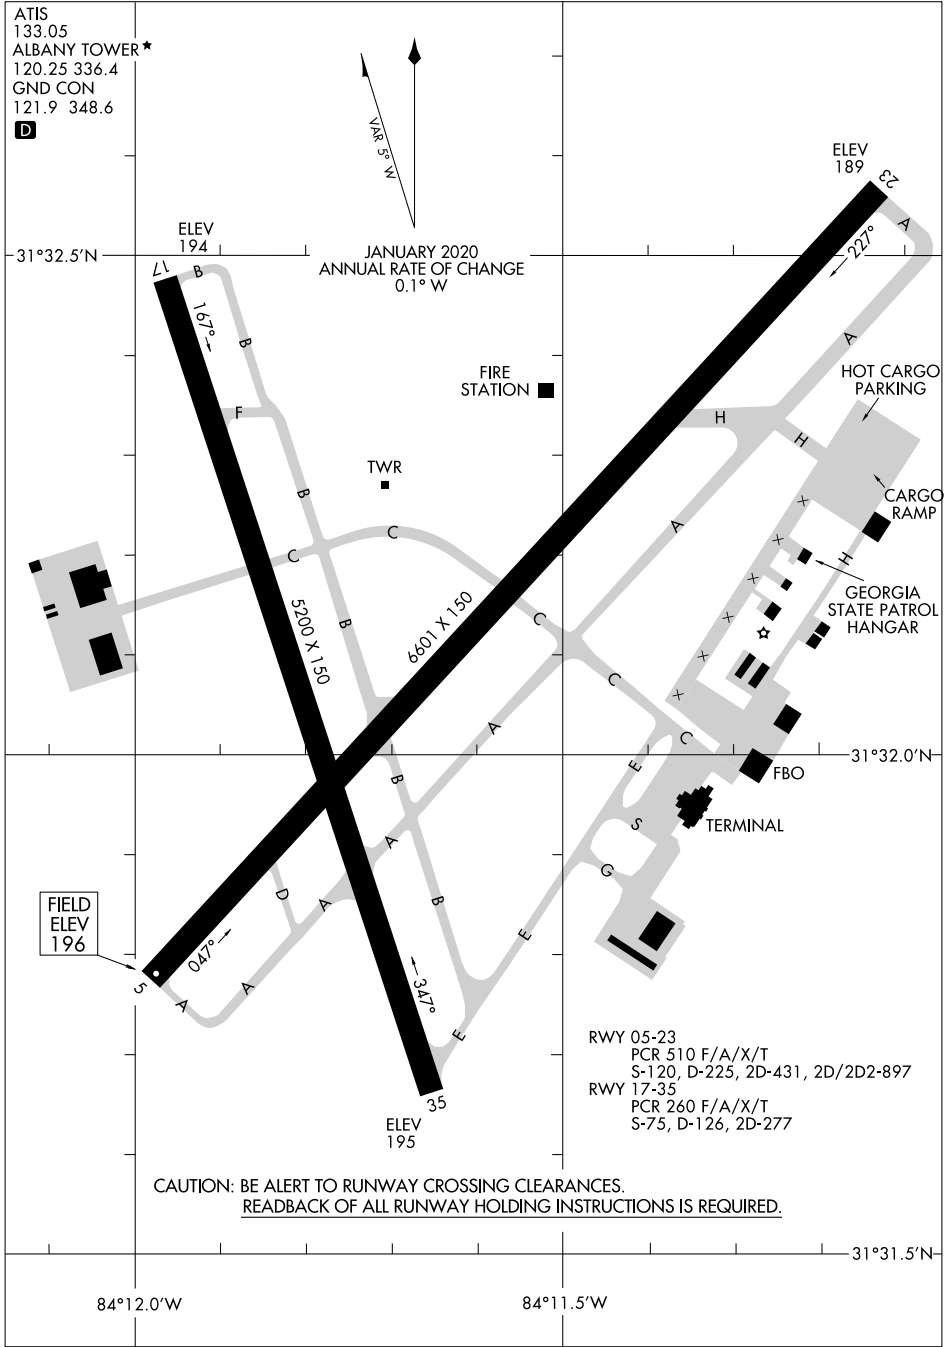 ATIS
133.05
ALBANY TOWER★
120.25 336.4
GND CON
121.9 348.6
D
VAR 5° W
JANUARY 2020
ANNUAL RATE OF CHANGE
0.1° W
ELEV
189
23
A
227°
31°32.5'N
ELEV
194
17
B
167°
B
A
FIRE
STATION
HOT CARGO
PARKING
F
H
H
TWR
B
CARGO
RAMP
X
C
A
X
C
H
X
GEORGIA
STATE PATROL
HANGAR
5200 X 150
6601 X 150
B
C
X
X
C
X
A
C
31°32.0'N
E
B
FBO
S
TERMINAL
A
G
D
A
B
FIELD
ELEV
196
E
047°
5
A
A
347°
E
35
ELEV
195
RWY 05-23
PCR 510 F/A/X/T
S-120, D-225, 2D-431, 2D/2D2-897
RWY 17-35
PCR 260 F/A/X/T
S-75, D-126, 2D-277
CAUTION: BE ALERT TO RUNWAY CROSSING CLEARANCES.
READBACK OF ALL RUNWAY HOLDING INSTRUCTIONS IS REQUIRED.
31°31.5'N
84°12.0'W
84°11.5'W